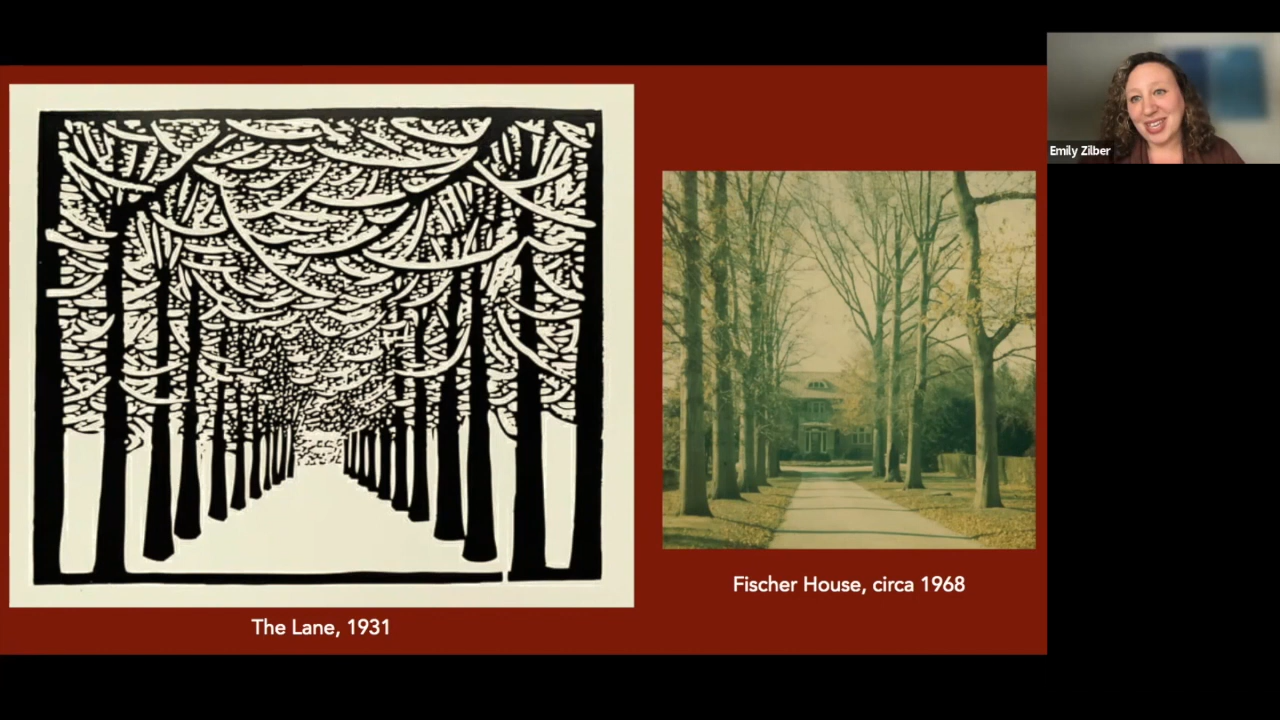 Emily Zilber
Fischer House, circa 1968
The Lane, 1931